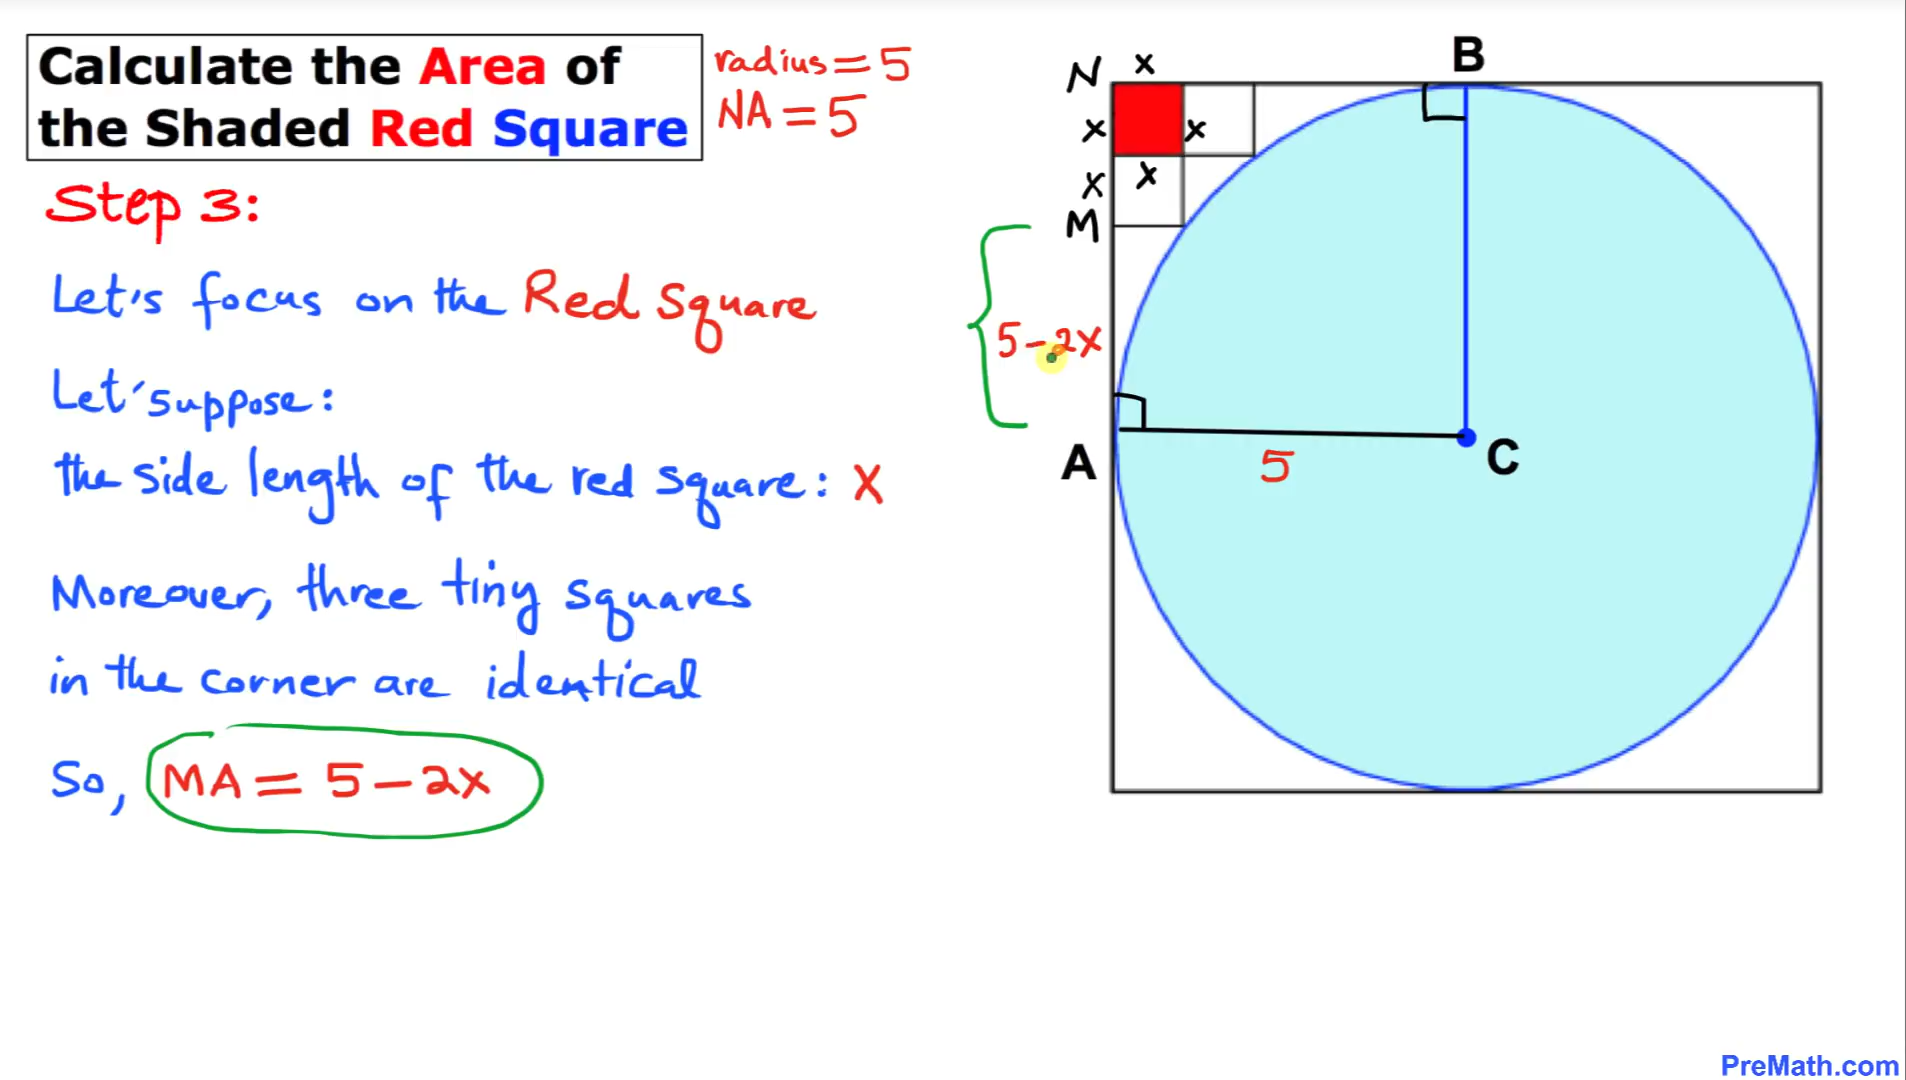 Calculate the Area of
the Shaded Red Square
radius = 5
NA = 5
Step 3:
Let's focus on the Red Square
Let's suppose:
the side length of the red square: x
Moreover, three tiny squares
in the corner are identical
So, MA = 5-2x
N x
B
x x
x x
M
5-2x
A
5
C
PreMath.com